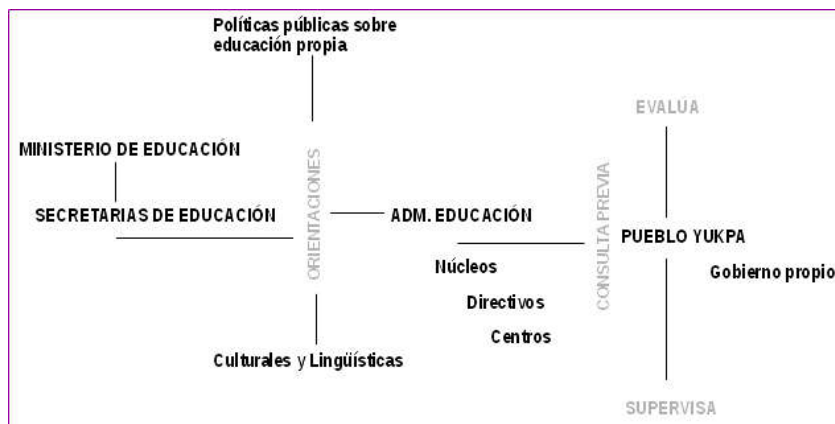 Políticas públicas sobre
educación propia
EVALÚA
MINISTERIO DE EDUCACIÓN
ORIENTACIONES
CONSULTA PREVIA
SECRETARIAS DE EDUCACIÓN
ADM. EDUCACIÓN
PUEBLO YUKPA
Núcleos
Gobierno propio
Directivos
Centros
Culturales y Lingüísticas
SUPERVISA